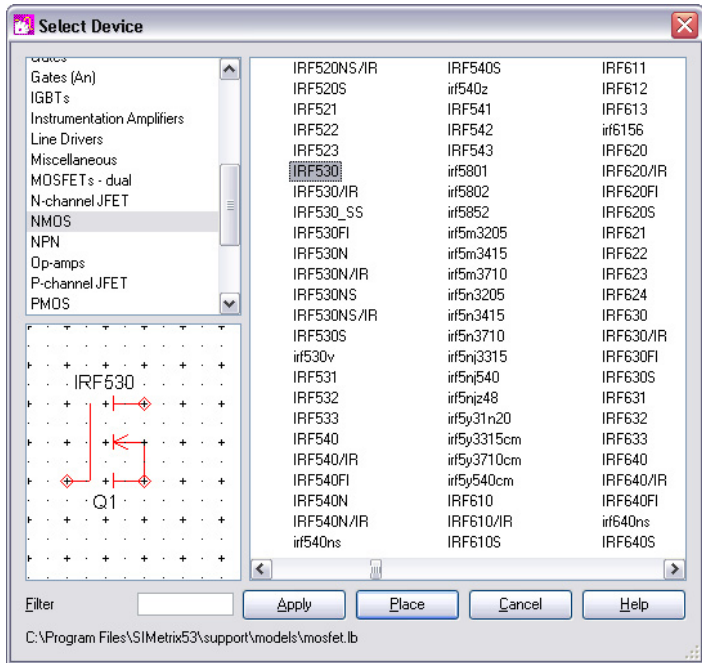 Select Device
Gates (An)
IGBTs
Instrumentation Amplifiers
Line Drivers
Miscellaneous
MOSFETs - dual
N-channel JFET
NMOS
NPN
Op-amps
P-channel JFET
PMOS
IRF530
Q1
IRF520NS/IR
IRF520S
IRF521
IRF522
IRF523
IRF530
IRF530/IR
IRF530_SS
IRF530FI
IRF530N
IRF530N/IR
IRF530NS
IRF530NS/IR
IRF530S
irf530v
IRF531
IRF532
IRF533
IRF540
IRF540/IR
IRF540FI
IRF540N
IRF540N/IR
irf540ns
IRF540S
irf540z
IRF541
IRF542
IRF543
irf5801
irf5802
irf5852
irf5m3205
irf5m3415
irf5m3710
irf5n3205
irf5n3415
irf5n3710
irf5nj3315
irf5nj540
irf5njz48
irf5y31n20
irf5y3315cm
irf5y3710cm
irf5y540cm
IRF610
IRF610/IR
IRF610S
IRF611
IRF612
IRF613
irf6156
IRF620
IRF620/IR
IRF620FI
IRF620S
IRF621
IRF622
IRF623
IRF624
IRF630
IRF630/IR
IRF630FI
IRF630S
IRF631
IRF632
IRF633
IRF640
IRF640/IR
IRF640FI
irf640ns
IRF640S
Filter
Apply
Place
Cancel
Help
C:\Program Files\SIMetrix53\support\models\mosfet.lb